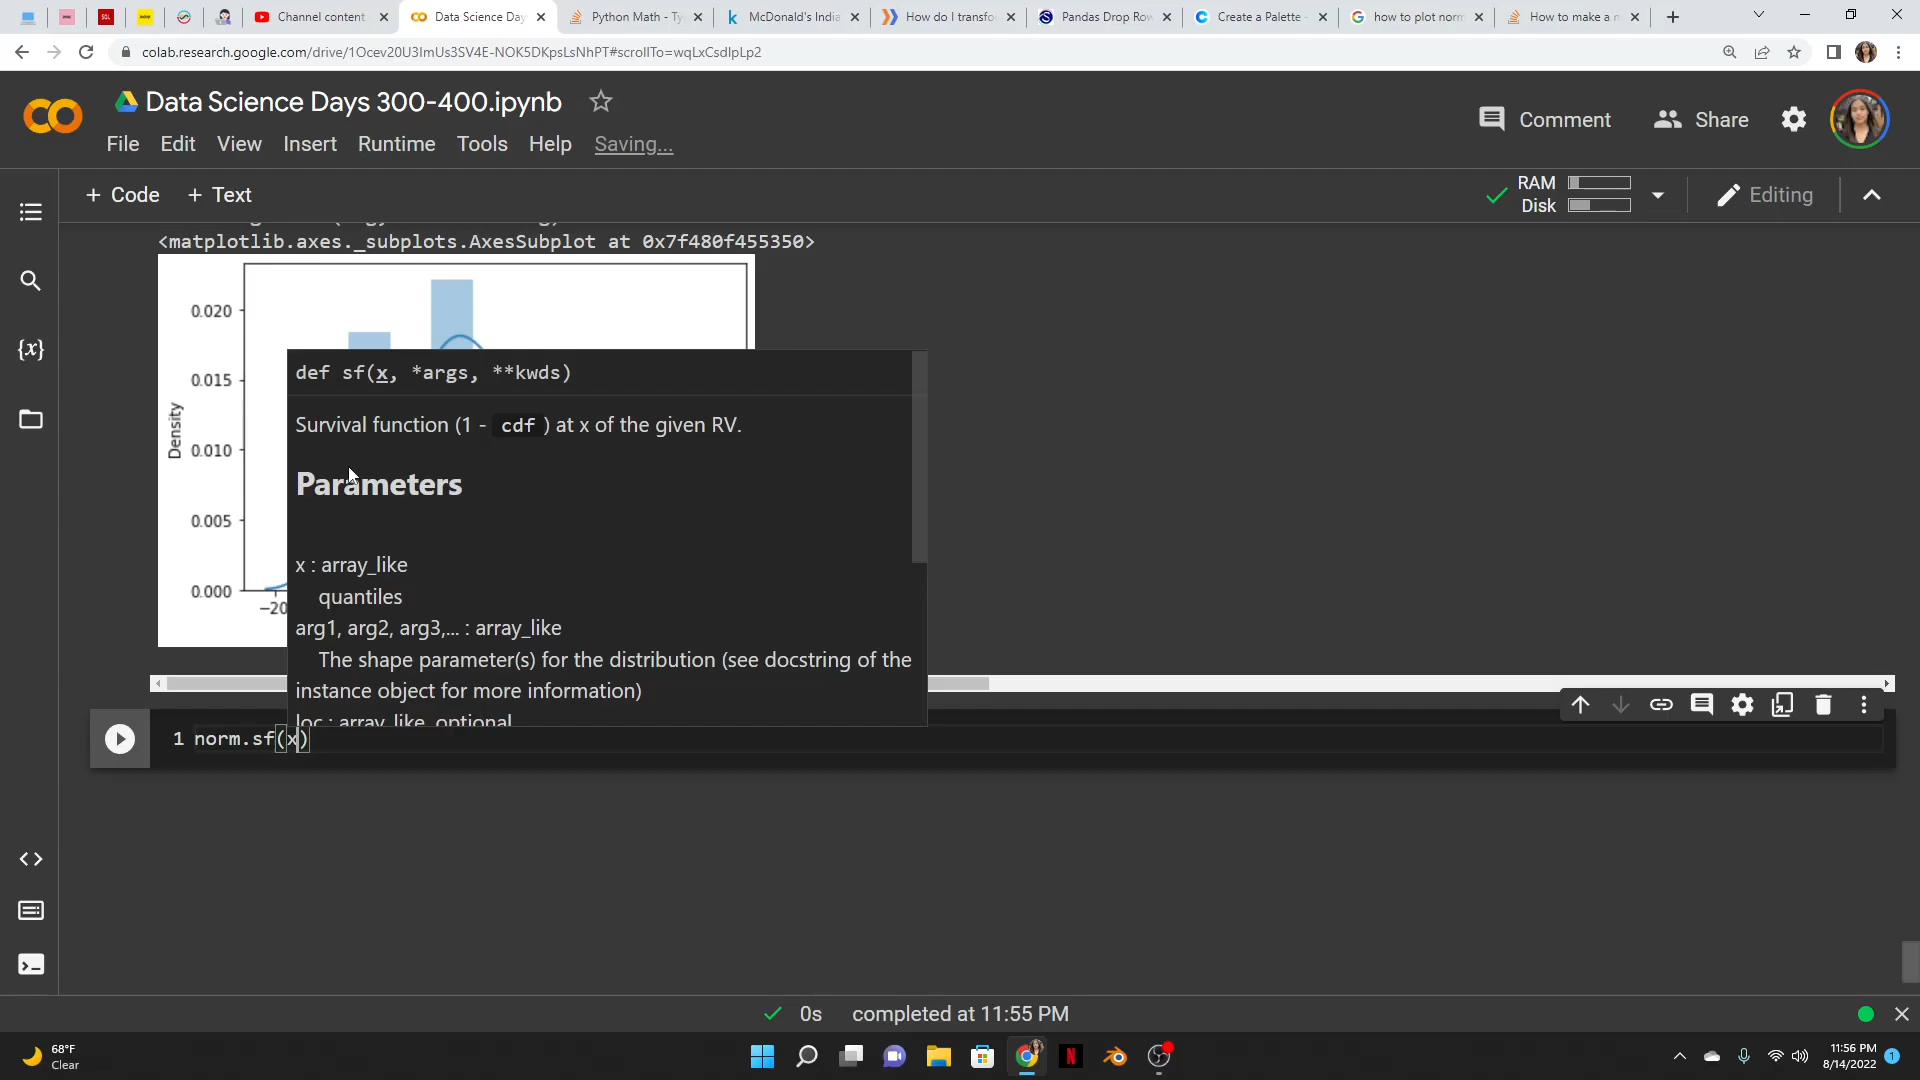 Channel content
Data Science Day
Python Math - Ty
McDonald's India
How do I transfo
Pandas Drop Row
Create a Palette -
how to plot norm
How to make a n
colab.research.google.com/drive/1Ocev20U3ImUs3SV4E-NOK5DKpsLsNhPT#scrollTo=wqLxCsdIpLp2
Data Science Days 300-400.ipynb
Comment
Share
File Edit View Insert Runtime Tools Help Saving...
+ Code + Text
RAM
Disk
Editing
<matplotlib.axes._subplots.AxesSubplot at 0x7f480f455350>
0.020
0.015
0.010
0.005
0.000
Density
−20
def sf(x, *args, **kwds)
Survival function (1 - cdf ) at x of the given RV.
Parameters
x : array_like
quantiles
arg1, arg2, arg3,... : array_like
The shape parameter(s) for the distribution (see docstring of the
instance object for more information)
loc : array_like, optional
{x}
1 norm.sf(x)
0s completed at 11:55 PM
68°F
Clear
11:56 PM
8/14/2022
1